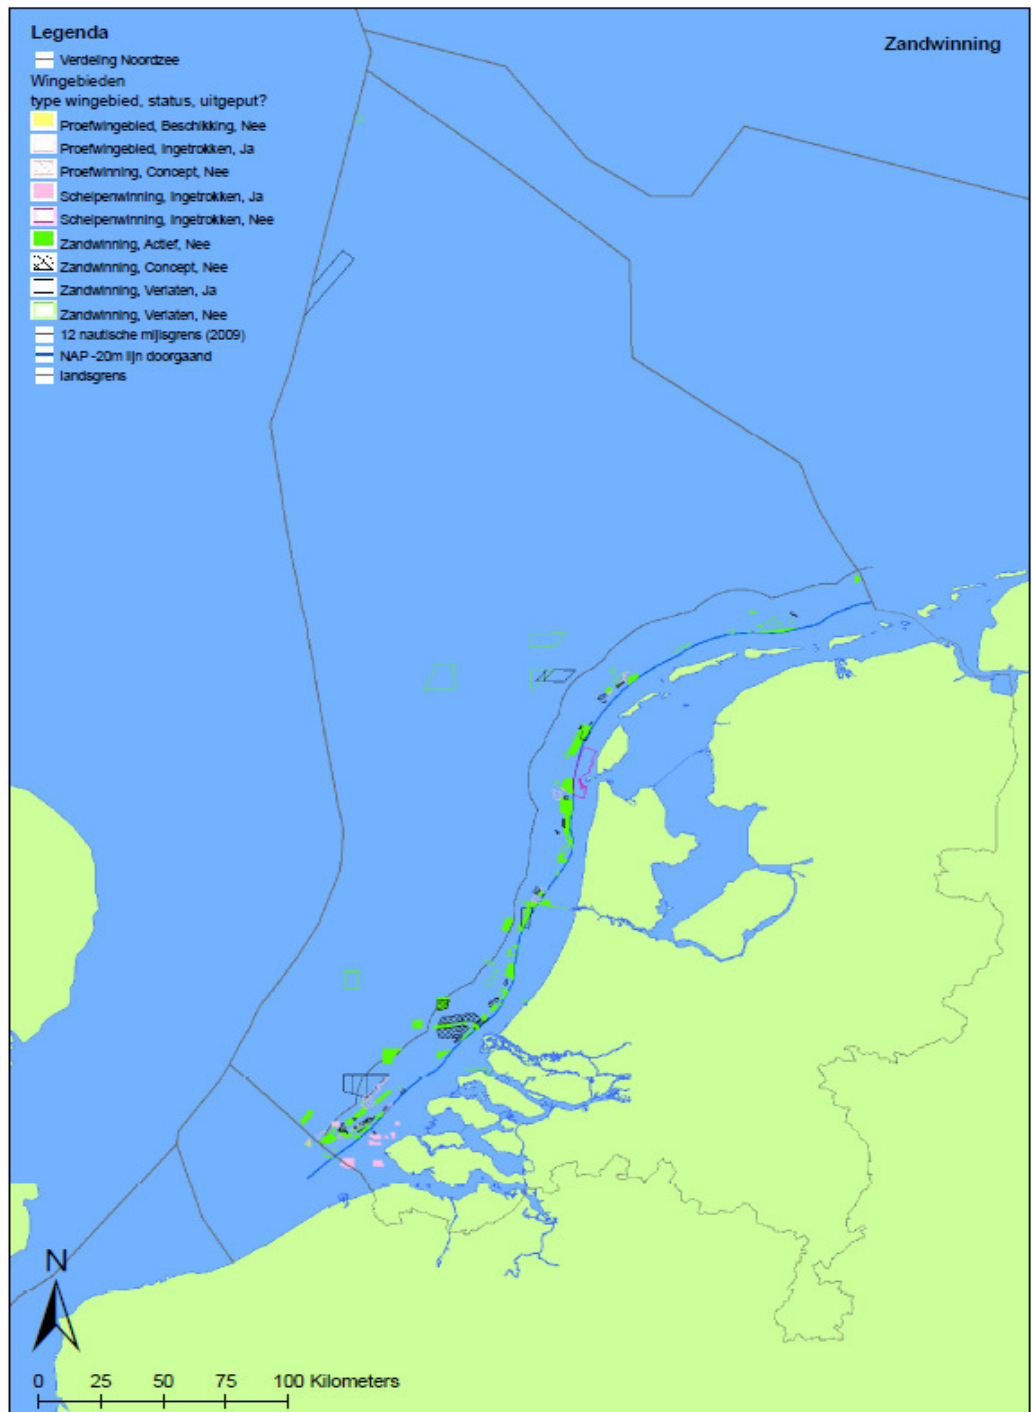 Legenda
Zandwinning
Verdeling Noordzee
Wingebieden
type wingebied, status, uitgeput?
Proefwingebied, Beschikking, Nee
Proefwingebied, Ingetrokken, Ja
Proefwinning, Concept, Nee
Schelpenwinning, Ingetrokken, Ja
Schelpenwinning, Ingetrokken, Nee
Zandwinning, Actief, Nee
Zandwinning, Concept, Nee
Zandwinning, Verlaten, Ja
Zandwinning, Verlaten, Nee
12 nautische mijlsgrens (2009)
NAP -20m lijn doorgaand
landsgrens
N
0 25 50 75 100 Kilometers